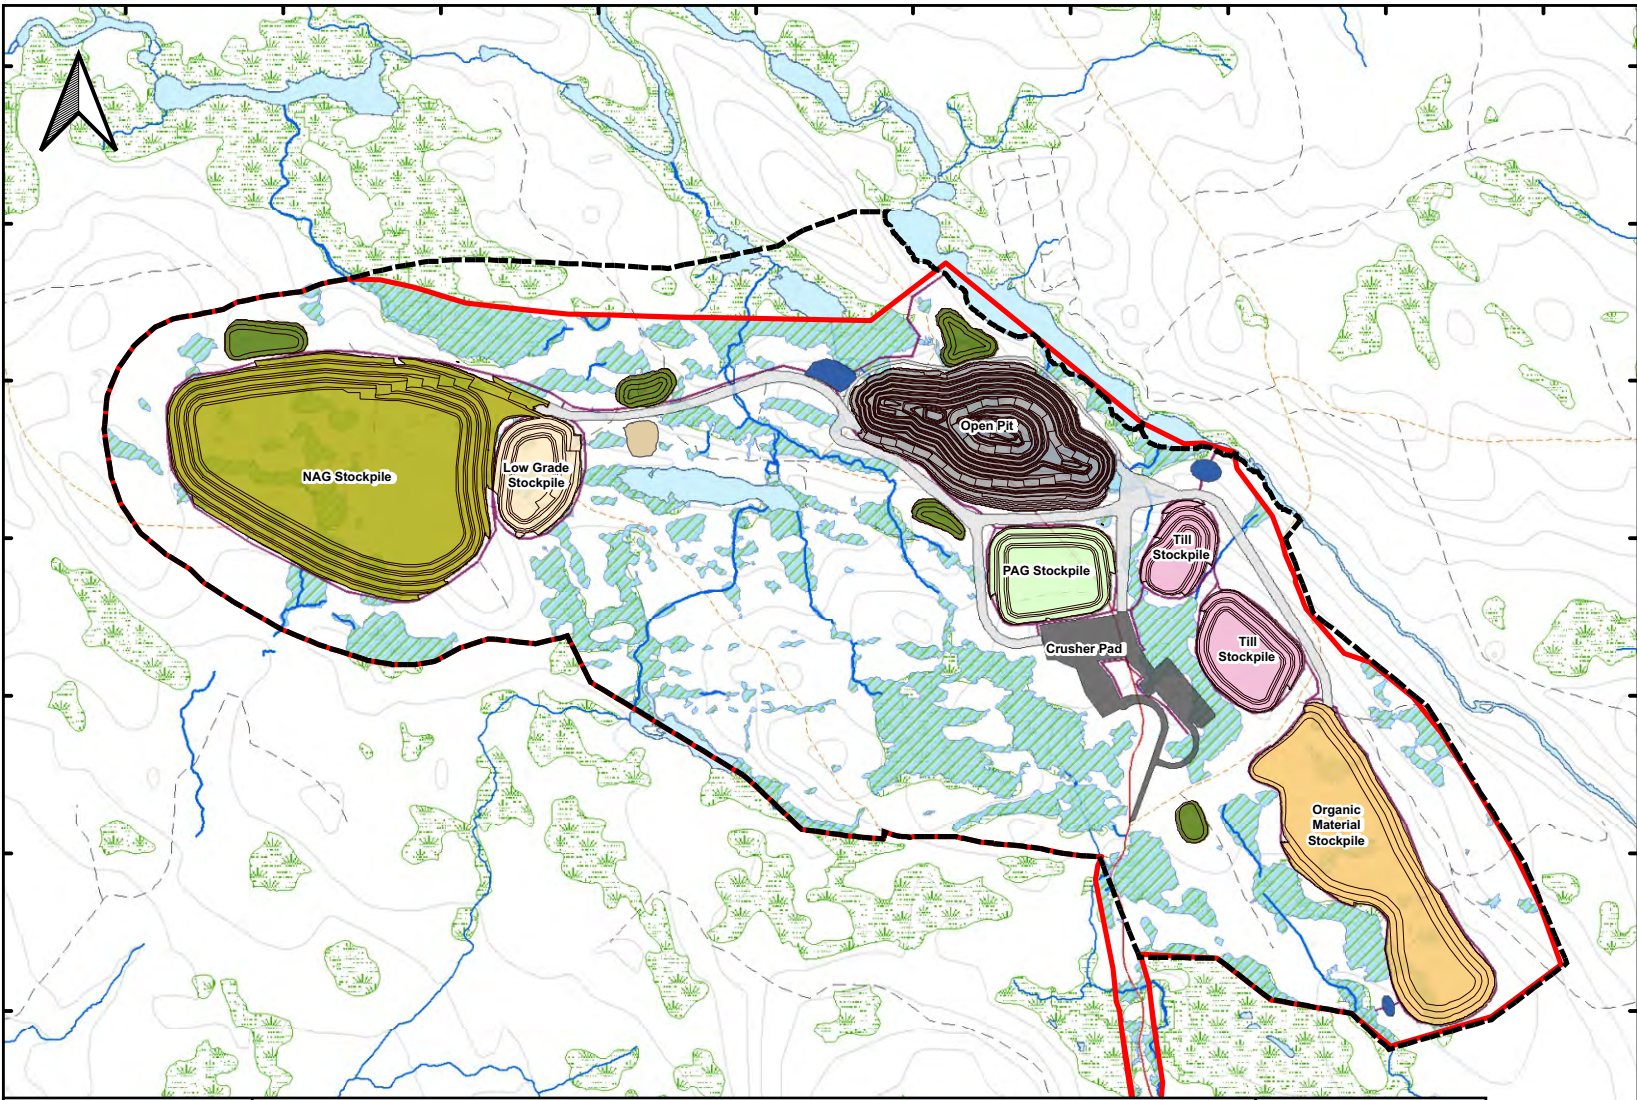 Open Pit
NAG Stockpile
Low Grade
Stockpile
Till
Stockpile
PAG Stockpile
Crusher Pad
Till
Stockpile
Organic
Material
Stockpile